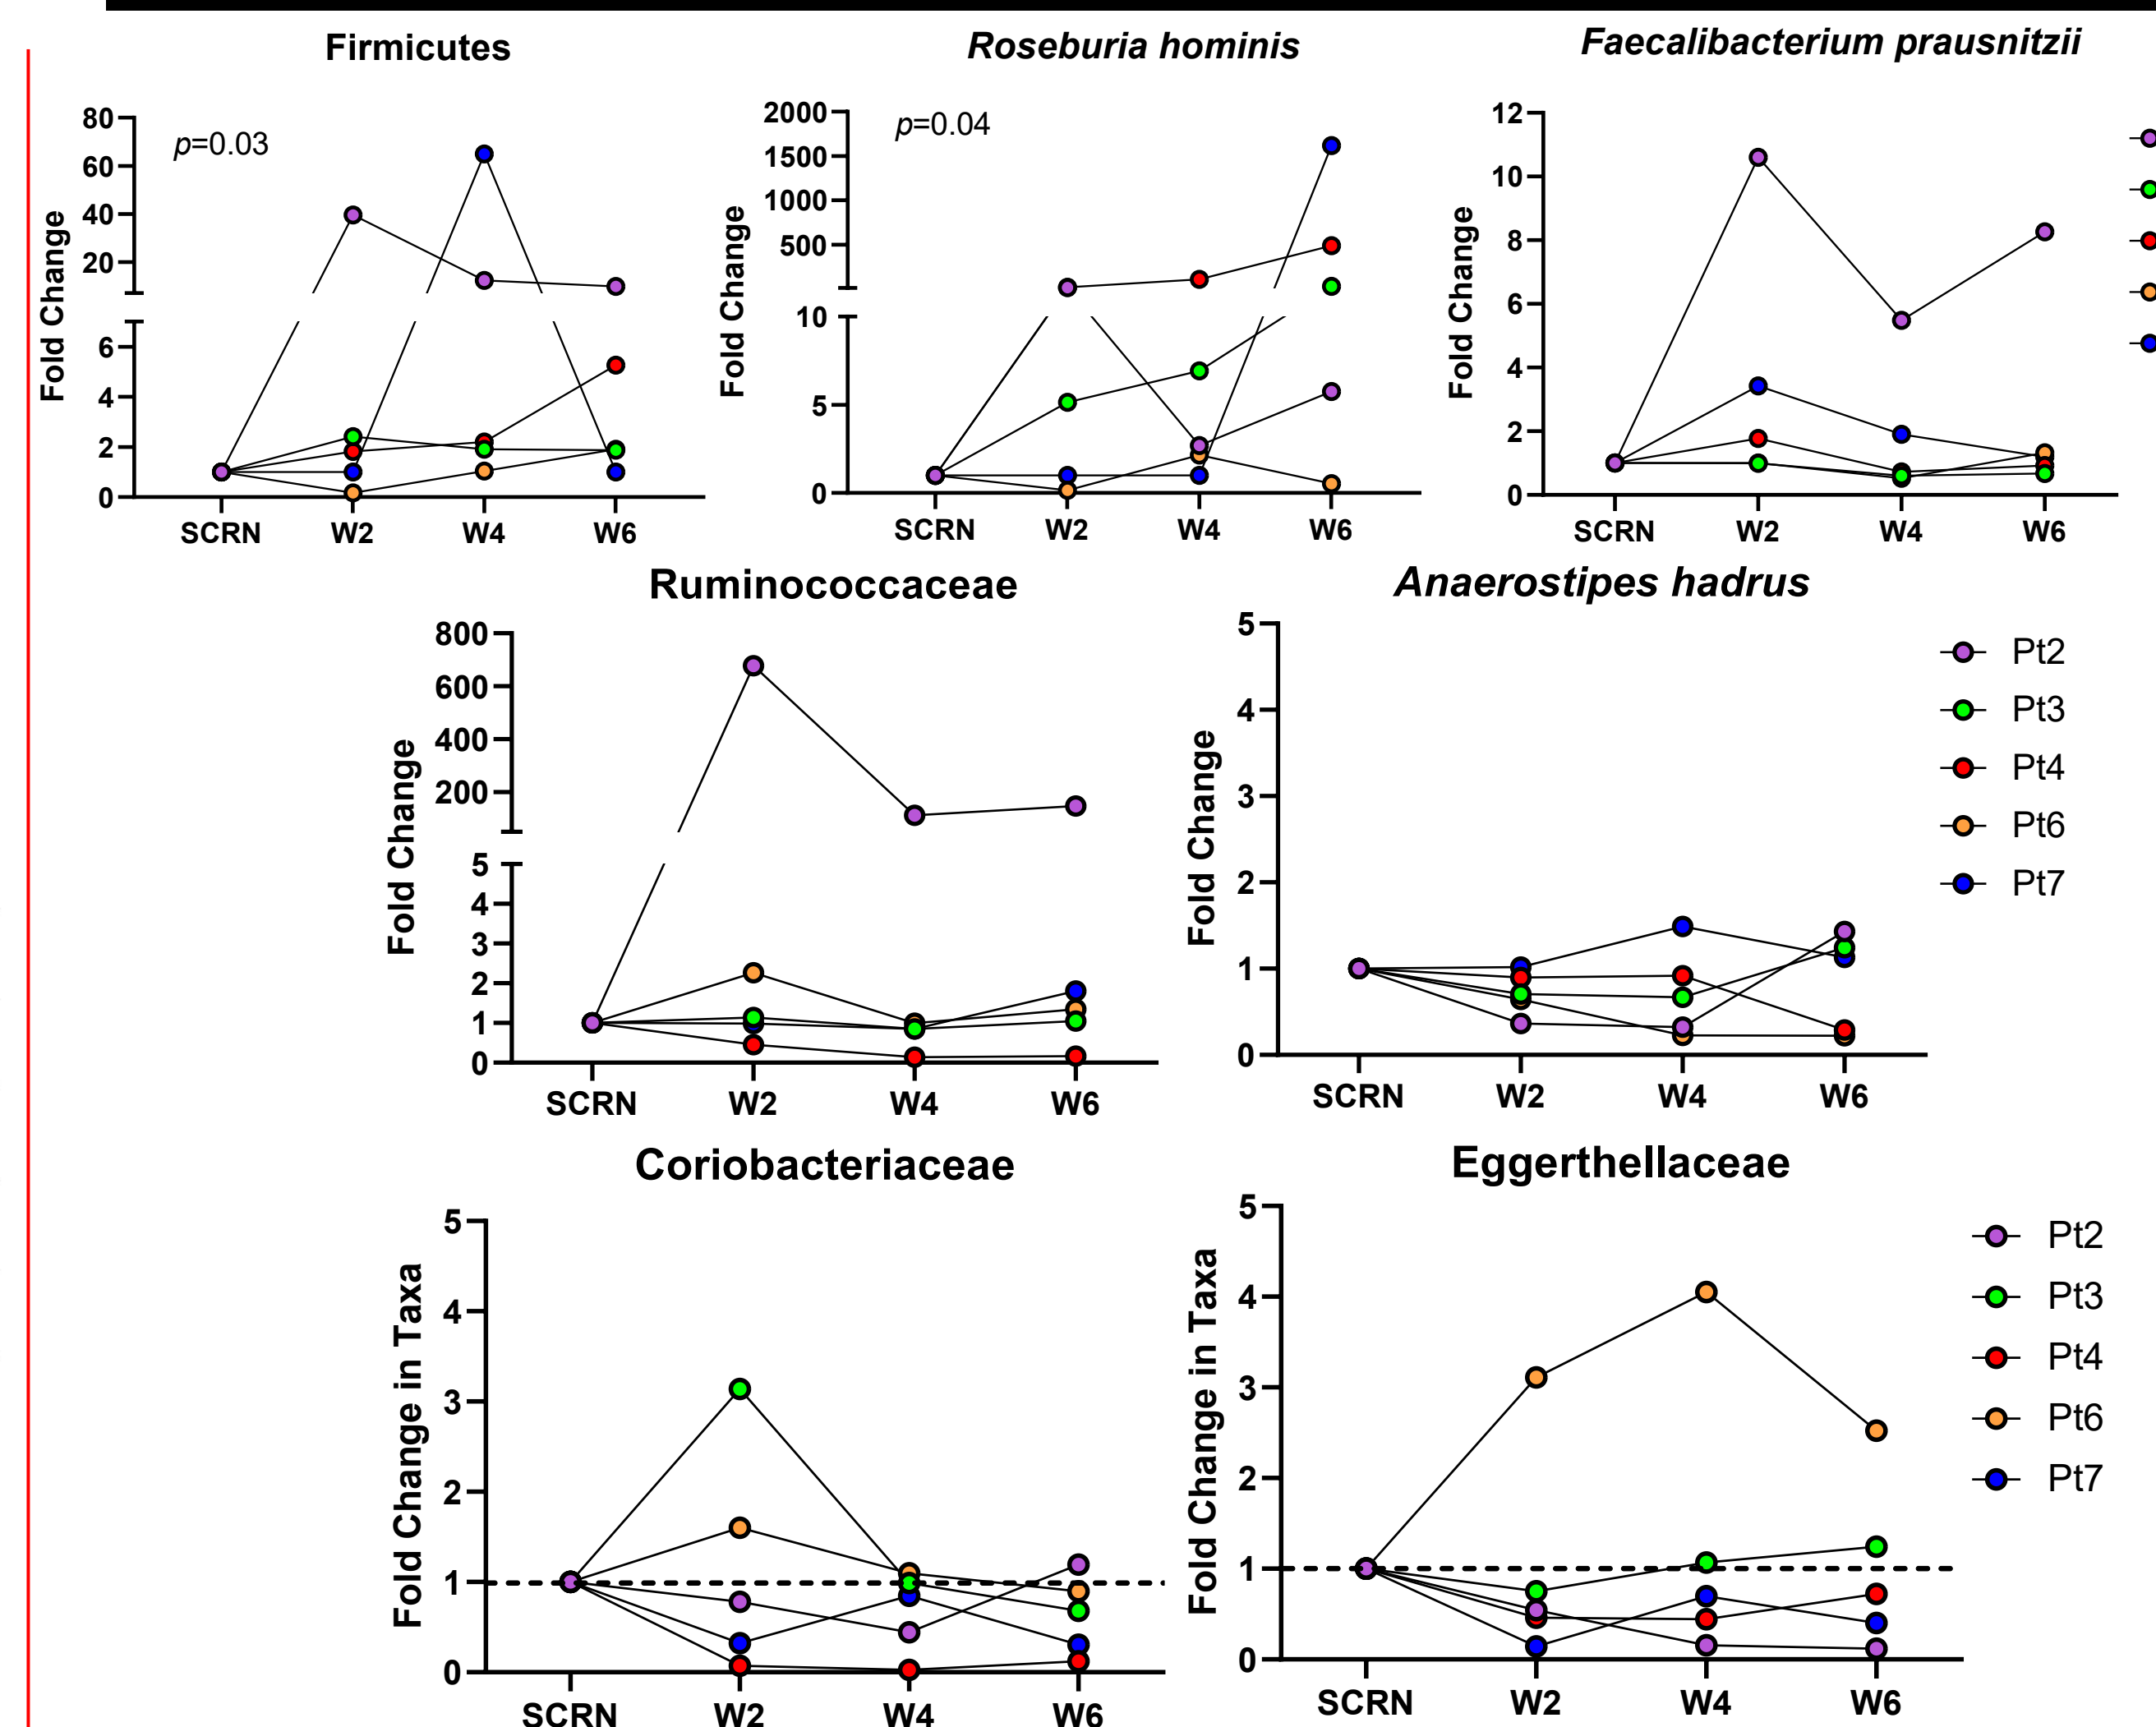 Firmicutes
Roseburia hominis
Faecalibacterium prausnitzii
Fold Change
80
60
40
20
6
4
2
0
p=0.03
SCRN W2 W4 W6
Fold Change
2000
1500
1000
500
10
5
0
p=0.04
SCRN W2 W4 W6
Fold Change
12
10
8
6
4
2
0
SCRN W2 W4 W6
Ruminococcaceae
Anaerostipes hadrus
Fold Change
800
600
400
200
5
4
3
2
1
0
SCRN W2 W4 W6
Fold Change
5
4
3
2
1
0
SCRN W2 W4 W6
Pt2
Pt3
Pt4
Pt6
Pt7
Coriobacteriaceae
Eggerthellaceae
Fold Change in Taxa
5
4
3
2
1
0
SCRN W2 W4 W6
Fold Change in Taxa
5
4
3
2
1
0
SCRN W2 W4 W6
Pt2
Pt3
Pt4
Pt6
Pt7